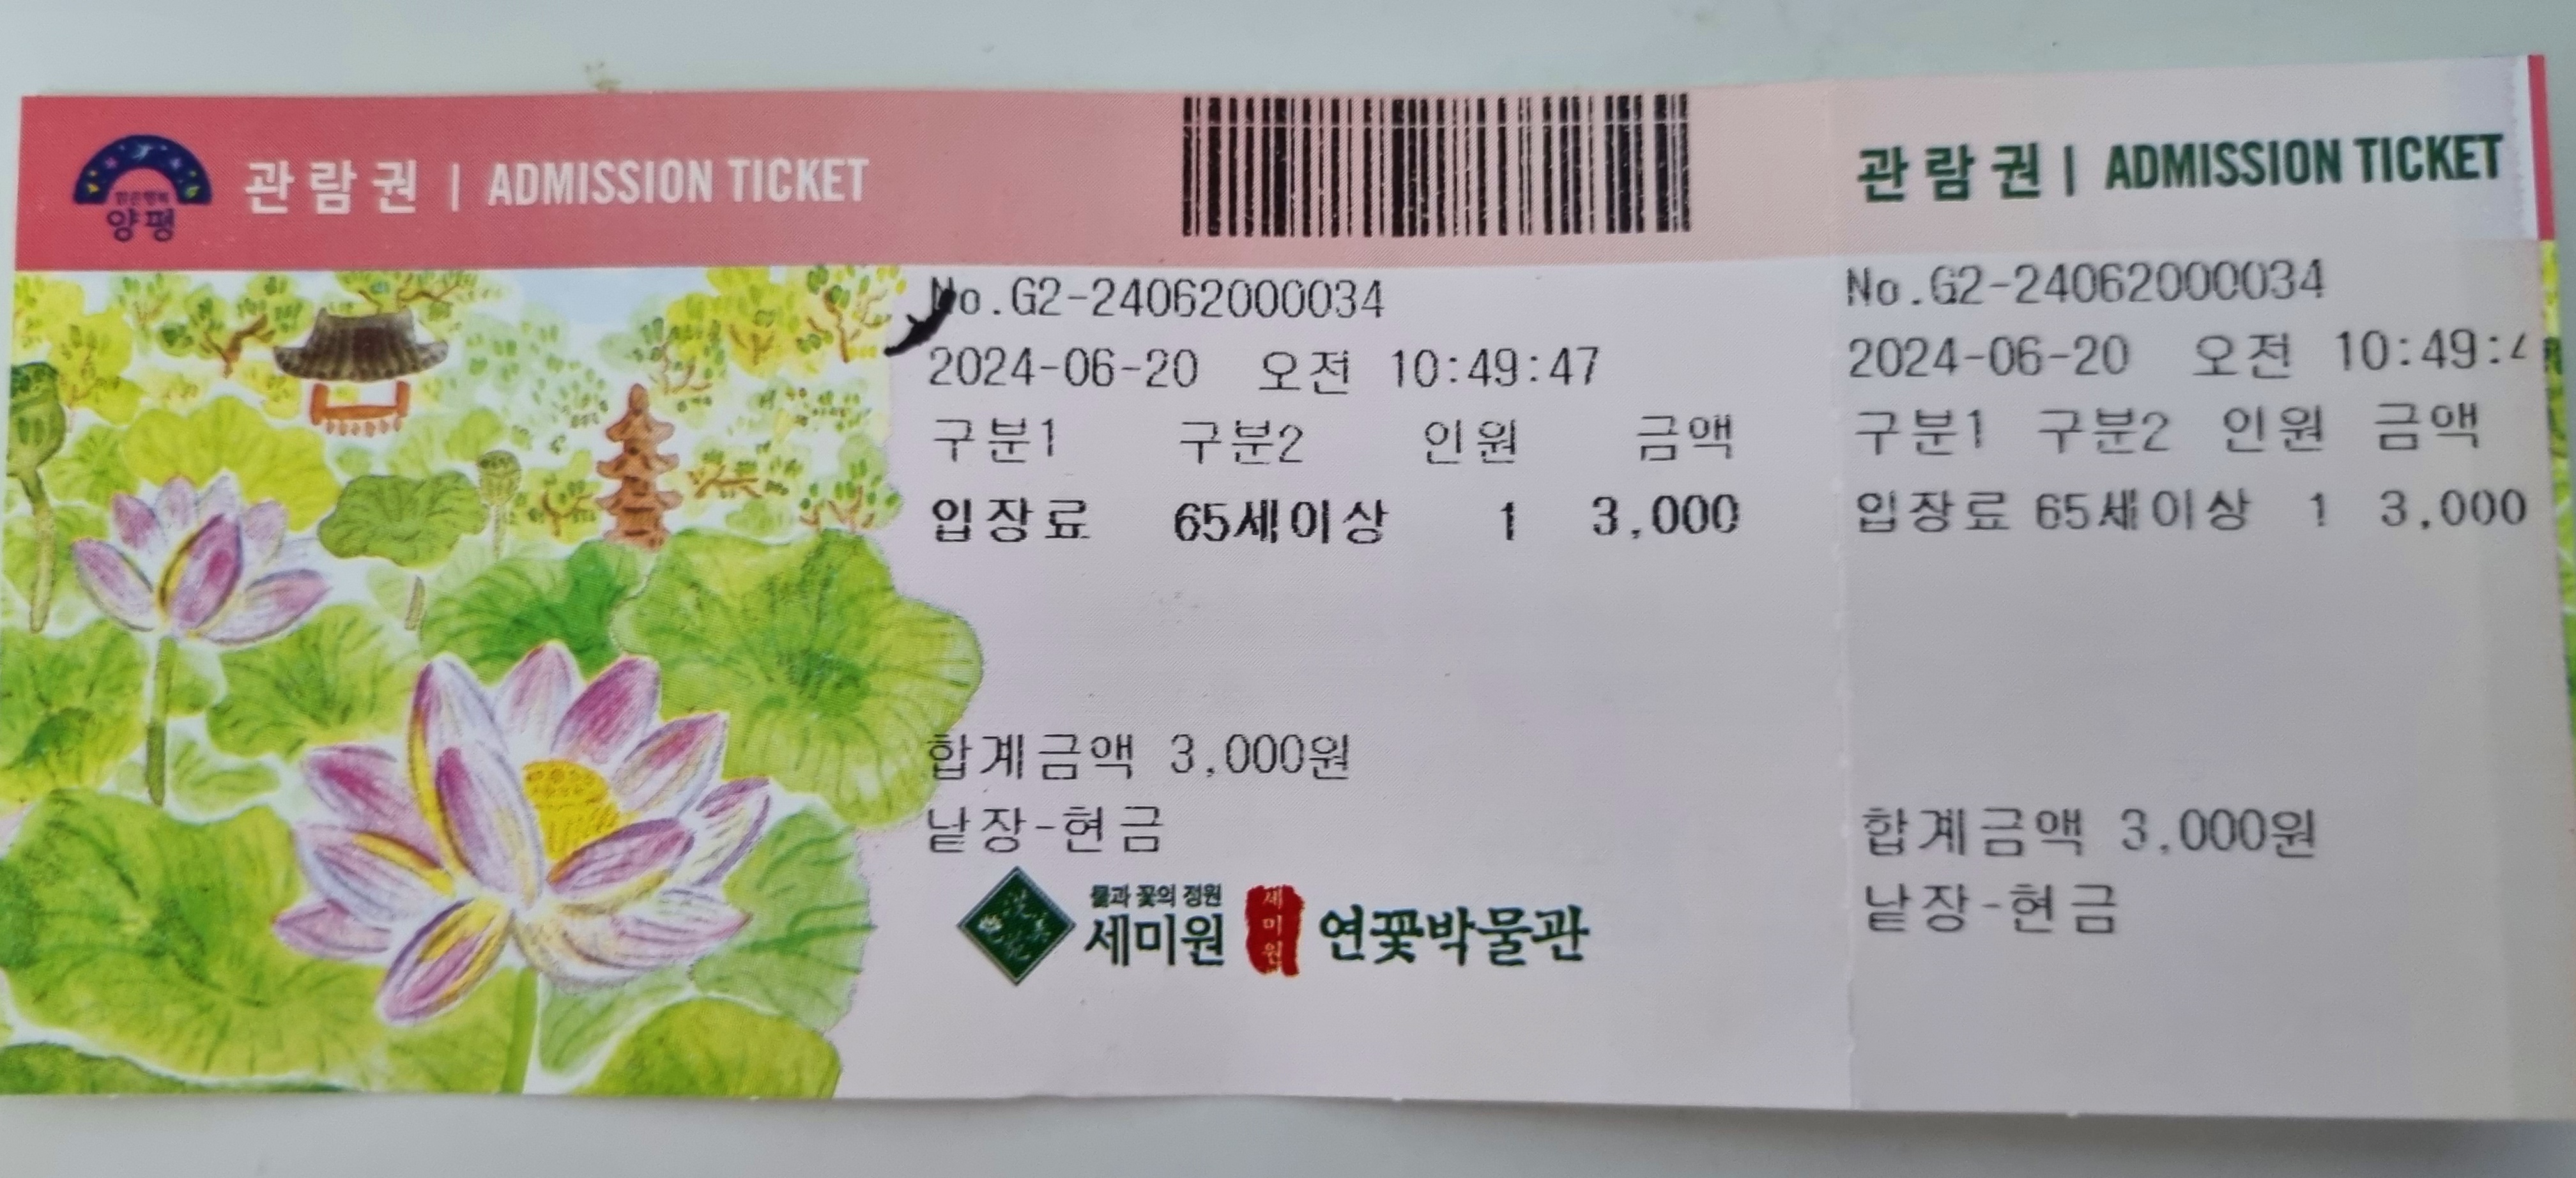 맑은행복
양평
관람권 | ADMISSION TICKET
No.G2-24062000034
2024-06-20 오전 10:49:47
구분1 구분2 인원 금액
입장료 65세이상 1 3,000
합계금액 3,000원
낱장-현금
물과 꽃의 정원
세미원
세미원
연꽃박물관
관람권 | ADMISSION TICKET
No.G2-24062000034
2024-06-20 오전 10:49:4
구분1 구분2 인원 금액
입장료 65세이상 1 3,000
합계금액 3,000원
낱장-현금